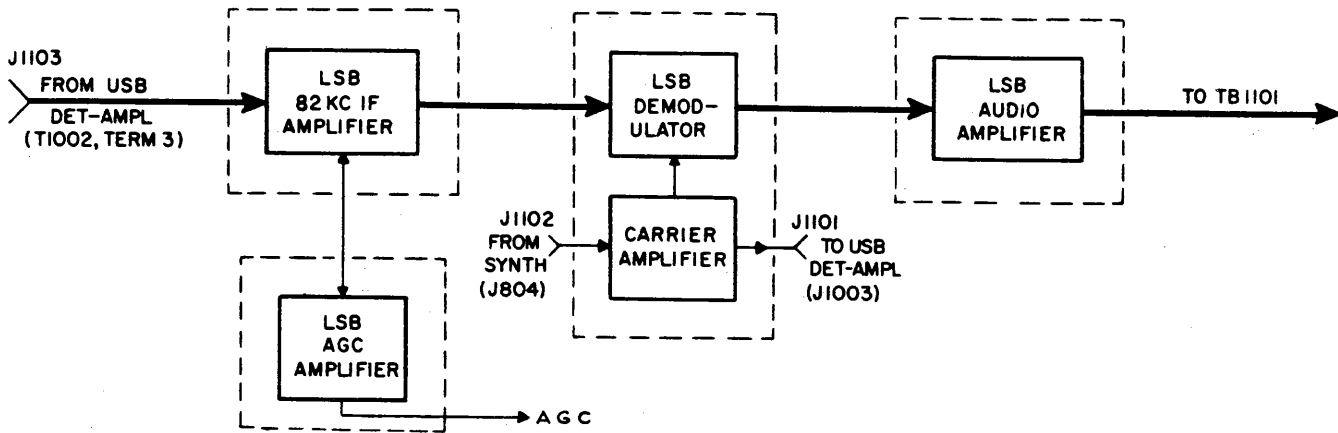 J1103
FROM USB
DET-AMPL
(T1002, TERM 3)
LSB
82 KC IF
AMPLIFIER
LSB
DEMOD-
ULATOR
LSB
AUDIO
AMPLIFIER
TO TB1101
J1102
FROM
SYNTH
(J804)
CARRIER
AMPLIFIER
J1101
TO USB
DET-AMPL
(J1003)
LSB
AGC
AMPLIFIER
AGC